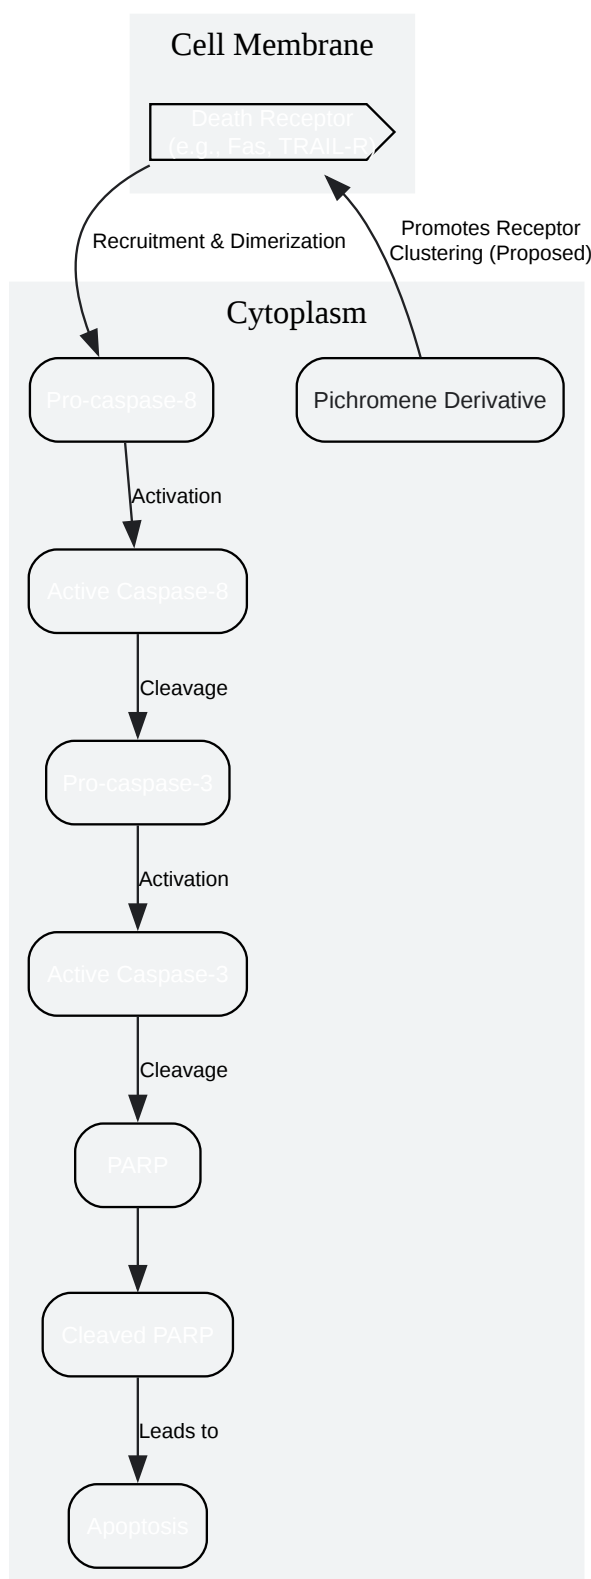 Cell Membrane
Death Receptor
(e.g., Fas, TRAIL-R)
Recruitment & Dimerization
Promotes Receptor
Clustering (Proposed)
Cytoplasm
Pro-caspase-8
Pichromene Derivative
Activation
Active Caspase-8
Cleavage
Pro-caspase-3
Activation
Active Caspase-3
Cleavage
PARP
Cleaved PARP
Leads to
Apoptosis